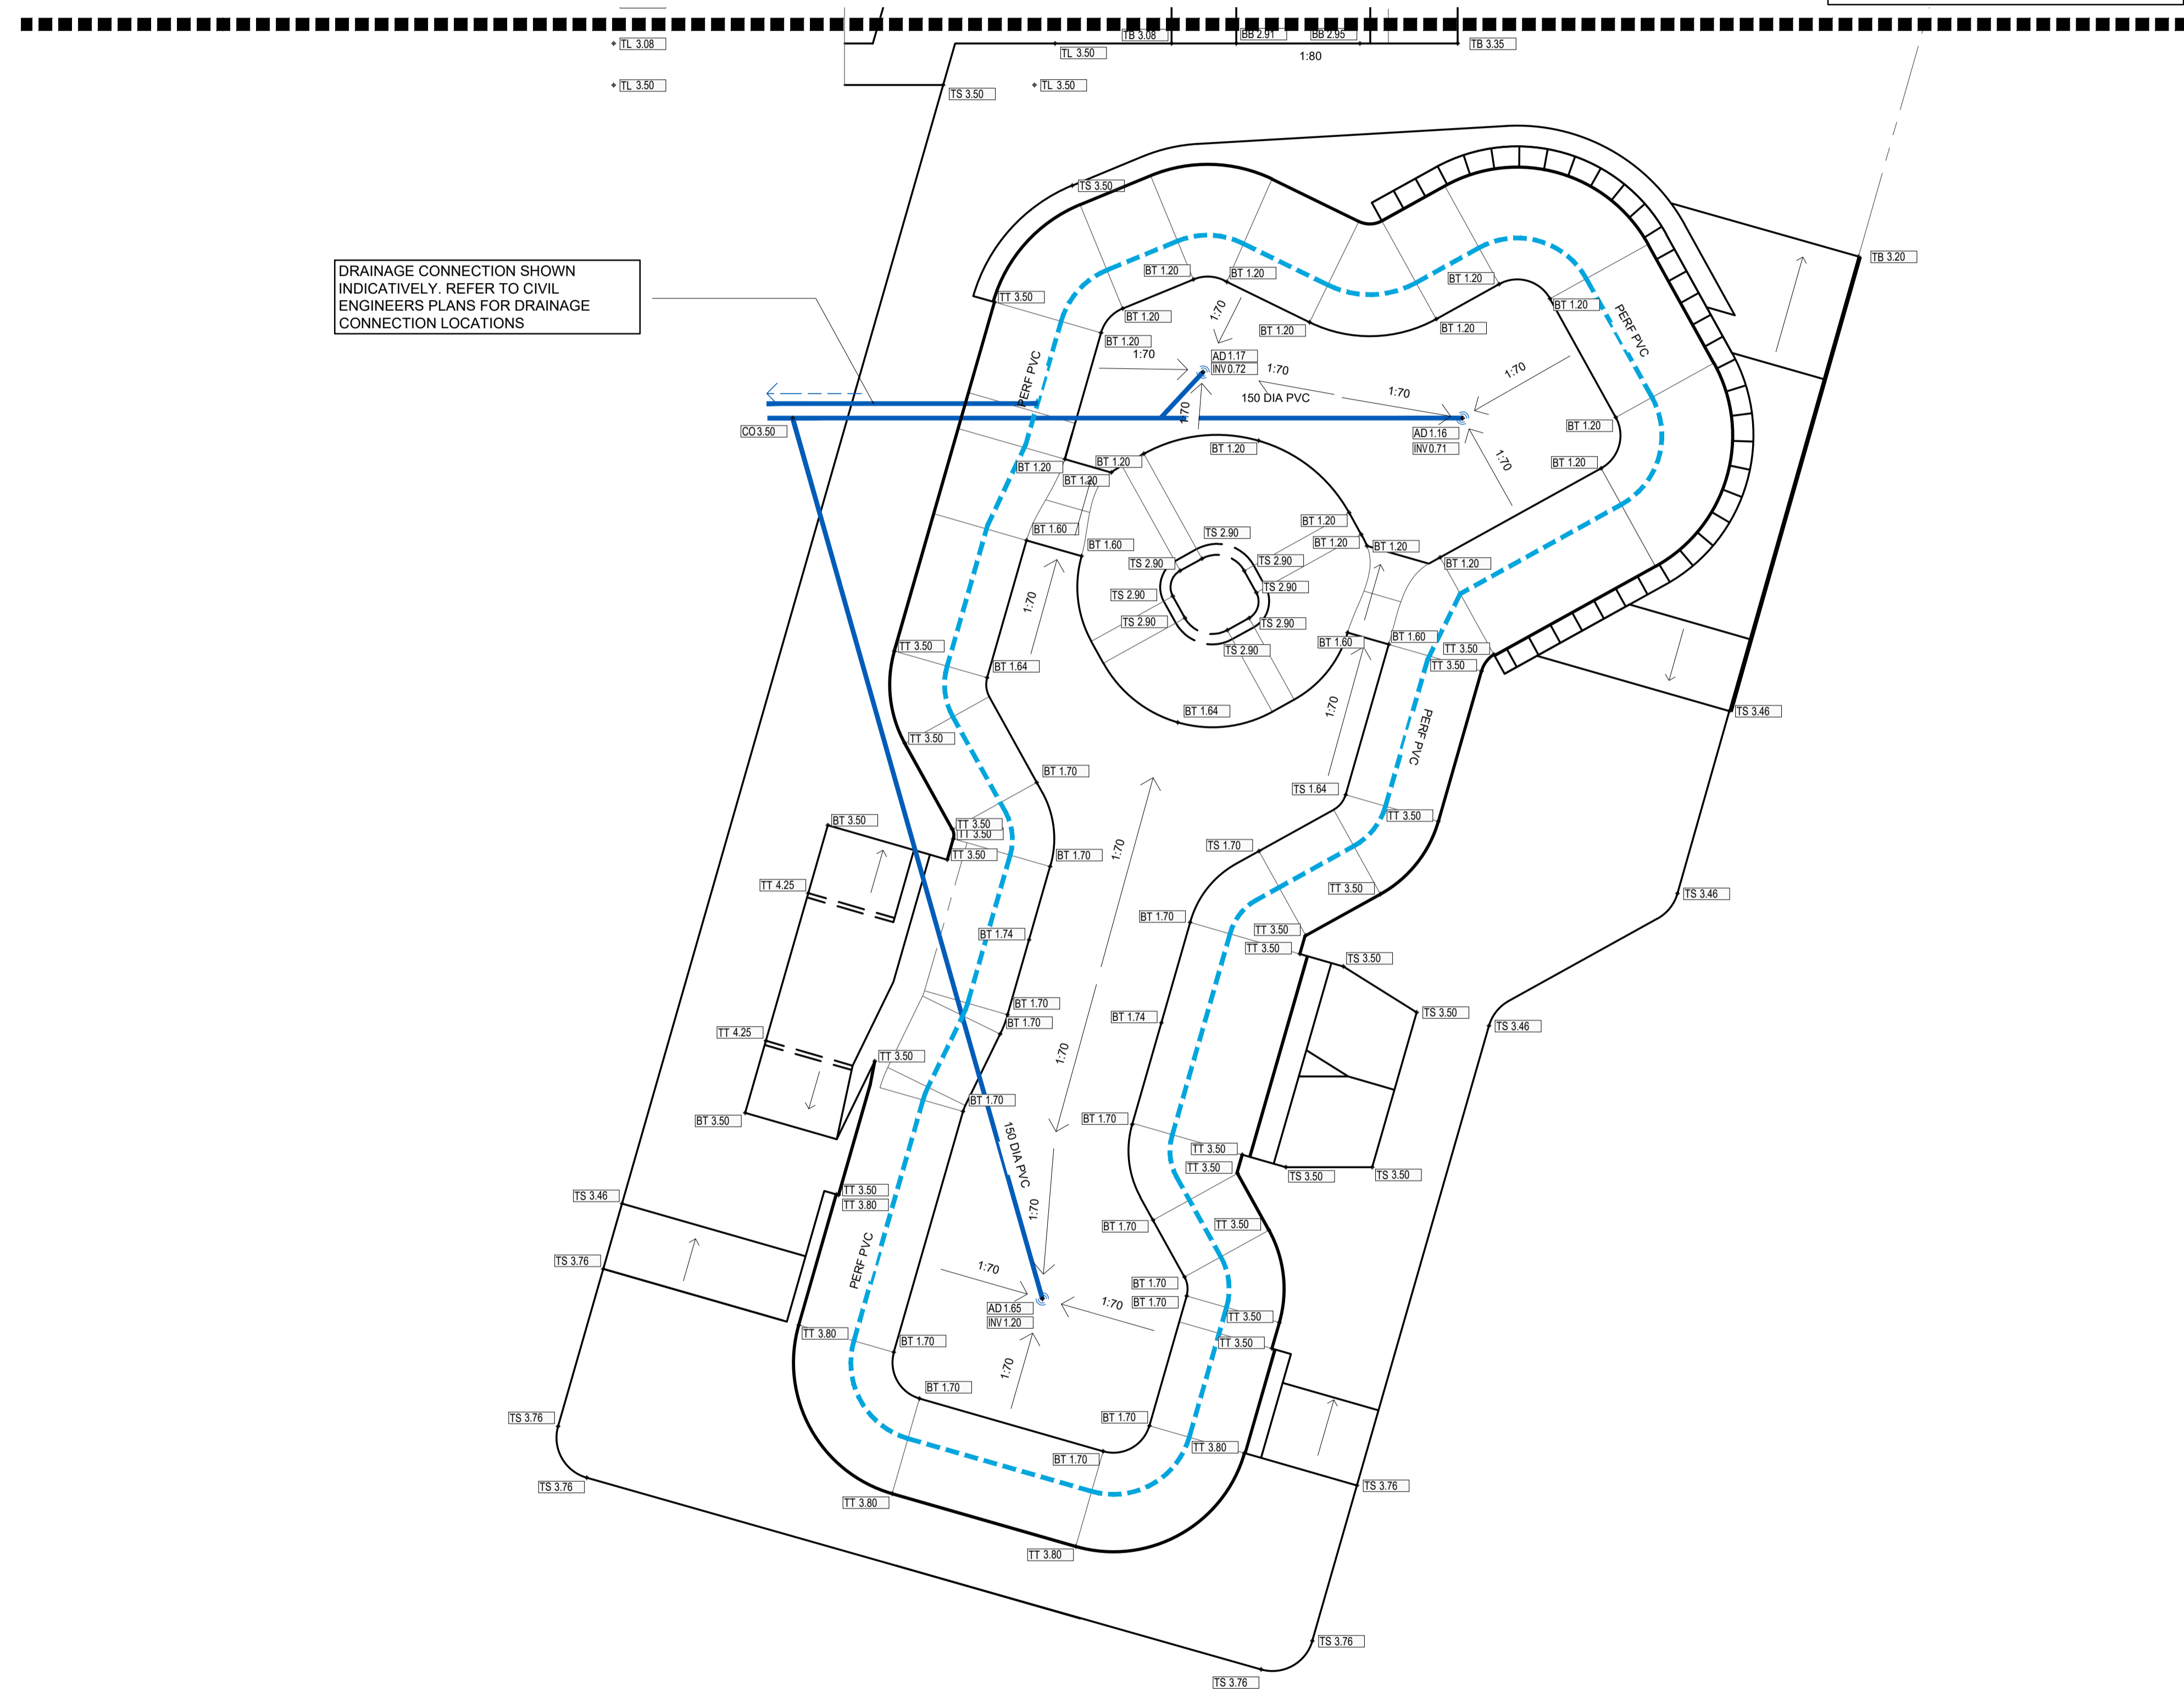 TL 3.08
TB 3.08
BB 2.91
BB 2.95
TB 3.35
TL 3.50
1:80
TL 3.50
TS 3.50
TL 3.50
TS 3.50
TB 3.20
DRAINAGE CONNECTION SHOWN
INDICATIVELY. REFER TO CIVIL
ENGINEERS PLANS FOR DRAINAGE
CONNECTION LOCATIONS
BT 1.20
BT 1.20
BT 1.20
TT 3.50
BT 1.20
BT 1.20
1:70
BT 1.20
BT 1.20
PERF PVC
BT 1.20
1:70
AD 1.17
INV 0.72
1:70
1:70
PERF PVC
1:70
150 DIA PVC
1:70
CO 3.50
AD 1.16
INV 0.71
BT 1.20
BT 1.20
BT 1.20
BT 1.20
BT 1.20
BT 1.20
1:70
BT 1.20
BT 1.60
TS 2.90
BT 1.20
BT 1.60
BT 1.20
BT 1.20
TS 2.90
TS 2.90
BT 1.20
TS 2.90
TS 2.90
1:70
TS 2.90
TS 2.90
BT 1.60
BT 1.60
TT 3.50
TS 2.90
TT 3.50
TT 3.50
BT 1.64
1:70
BT 1.64
TS 3.46
PERF PVC
TT 3.50
BT 1.70
TS 1.64
TT 3.50
BT 3.50
TT 3.50
TT 3.50
TT 3.50
BT 1.70
1:70
TS 1.70
TT 4.25
TT 3.50
TS 3.46
BT 1.70
TT 3.50
BT 1.74
TT 3.50
TS 3.50
BT 1.70
BT 1.74
TS 3.50
BT 1.70
TS 3.46
TT 4.25
TT 3.50
1:70
BT 1.70
BT 3.50
BT 1.70
TT 3.50
150 DIA PVC
TT 3.50
TS 3.50
TS 3.50
TT 3.50
TS 3.46
TT 3.80
1:70
BT 1.70
TT 3.50
PERF PVC
TS 3.76
1:70
BT 1.70
AD 1.65
INV 1.20
1:70
BT 1.70
TT 3.50
TT 3.80
BT 1.70
TT 3.50
1:70
BT 1.70
TS 3.76
BT 1.70
TT 3.80
BT 1.70
TS 3.76
TS 3.76
TT 3.80
TT 3.80
TS 3.76
TS 3.76